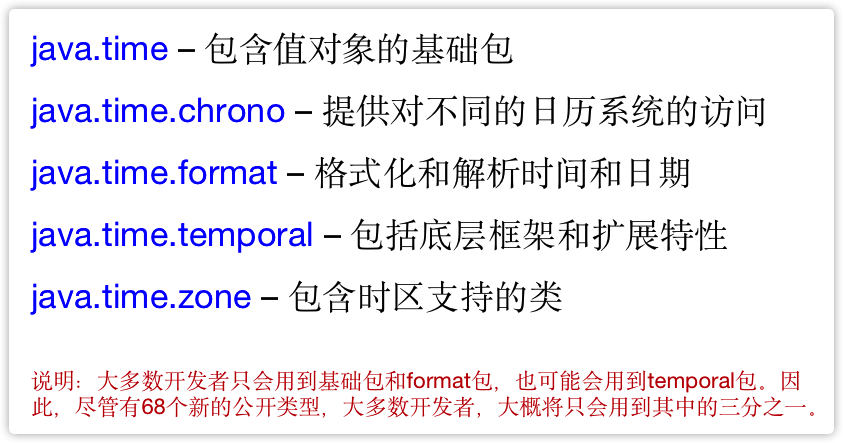 java.time – 包含值对象的基础包
java.time.chrono – 提供对不同的日历系统的访问
java.time.format – 格式化和解析时间和日期
java.time.temporal – 包括底层框架和扩展特性
java.time.zone – 包含时区支持的类
说明：大多数开发者只会用到基础包和format包，也可能会用到temporal包。因
此，尽管有68个新的公开类型，大多数开发者，大概将只会用到其中的三分之一。